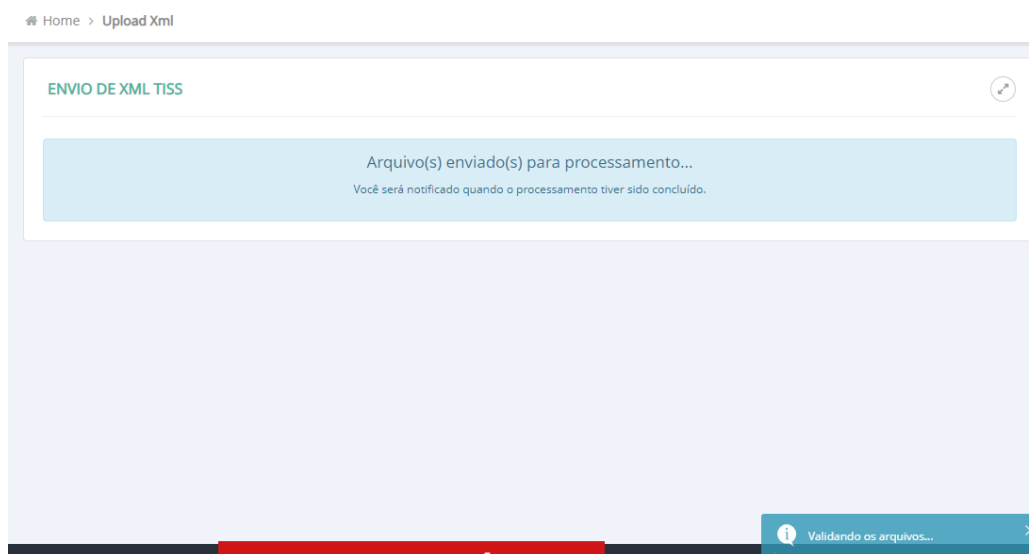 Home > Upload Xml
ENVIO DE XML TISS
Arquivo(s) enviado(s) para processamento...
Você será notificado quando o processamento tiver sido concluído.
Validando os arquivos...